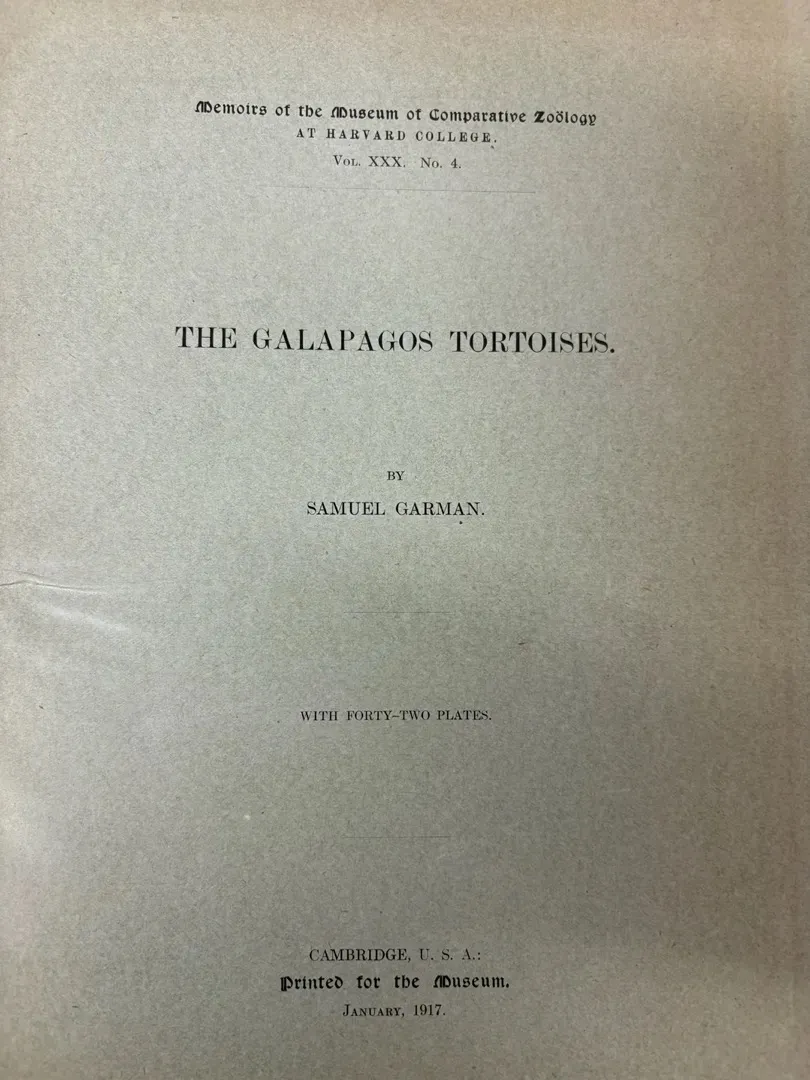 Memoirs of the Museum of Comparative Zoölogy
AT HARVARD COLLEGE.
VOL. XXX. NO. 4.
THE GALAPAGOS TORTOISES.
BY
SAMUEL GARMAN.
WITH FORTY-TWO PLATES.
CAMBRIDGE, U. S. A.:
Printed for the Museum.
JANUARY, 1917.